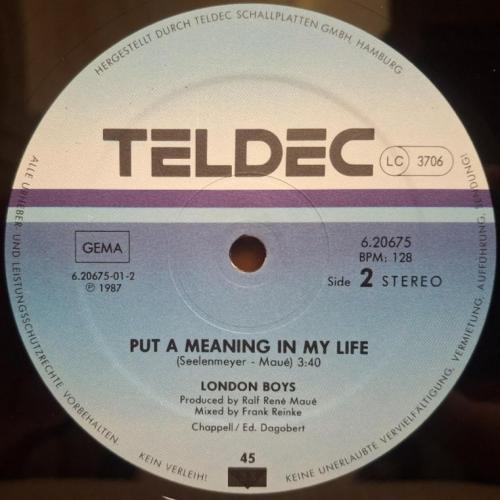 HERGESTELLT DURCH TELDEC SCHALLPLATTEN GMBH, HAMBURG
TELDEC
LC 3706
GEMA
6.20675-01-2
Ⓟ 1987
6.20675
BPM: 128
Side 2 STEREO
PUT A MEANING IN MY LIFE
(Seelenmeyer - Maué) 3:40
LONDON BOYS
Produced by Ralf René Maué
Mixed by Frank Reinke
Chappell / Ed. Dagobert
45
ALLE URHEBER- UND LEISTUNGSSCHUTZRECHTE VORBEHALTEN. KEIN VERLEIH! KEINE UNERLAUBTE VERVIELFÄLTIGUNG, VERMIETUNG, AUFFÜHRUNG, SENDUNG!